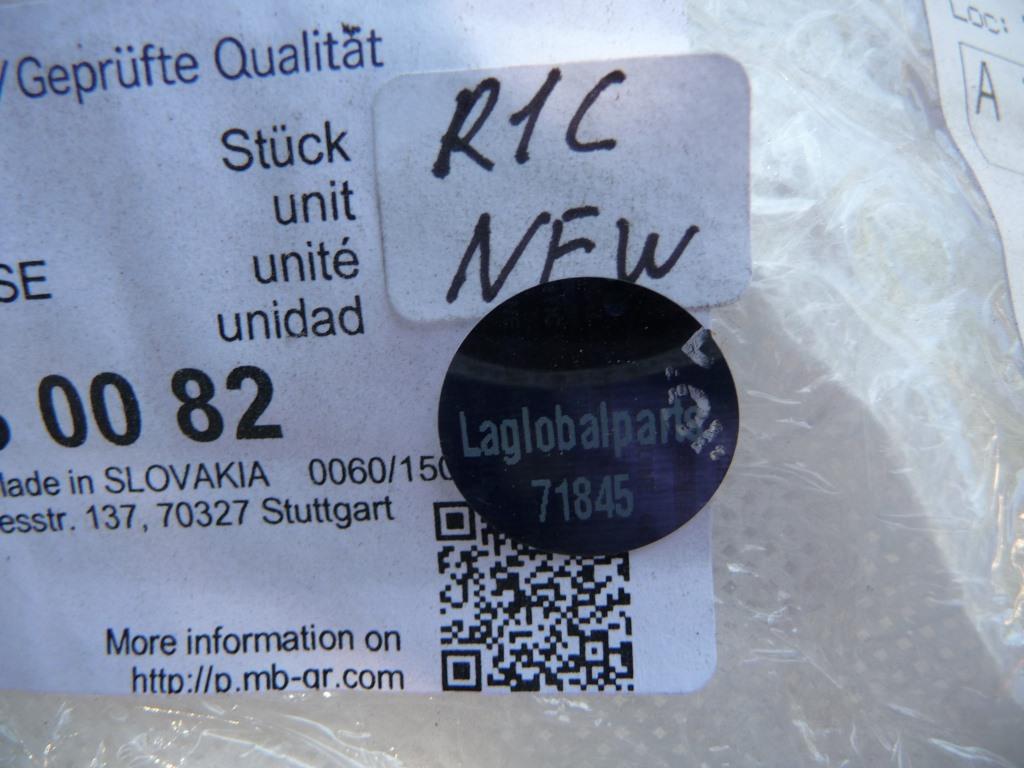 /Geprüfte Qualität
Stück
unit
unité
unidad
SE
R1C
NEW
00 82
Made in SLOVAKIA 0060/150
esstr. 137, 70327 Stuttgart
Laglobalparts
71845
More information on
http://p.mb-qr.com
Loc:
A